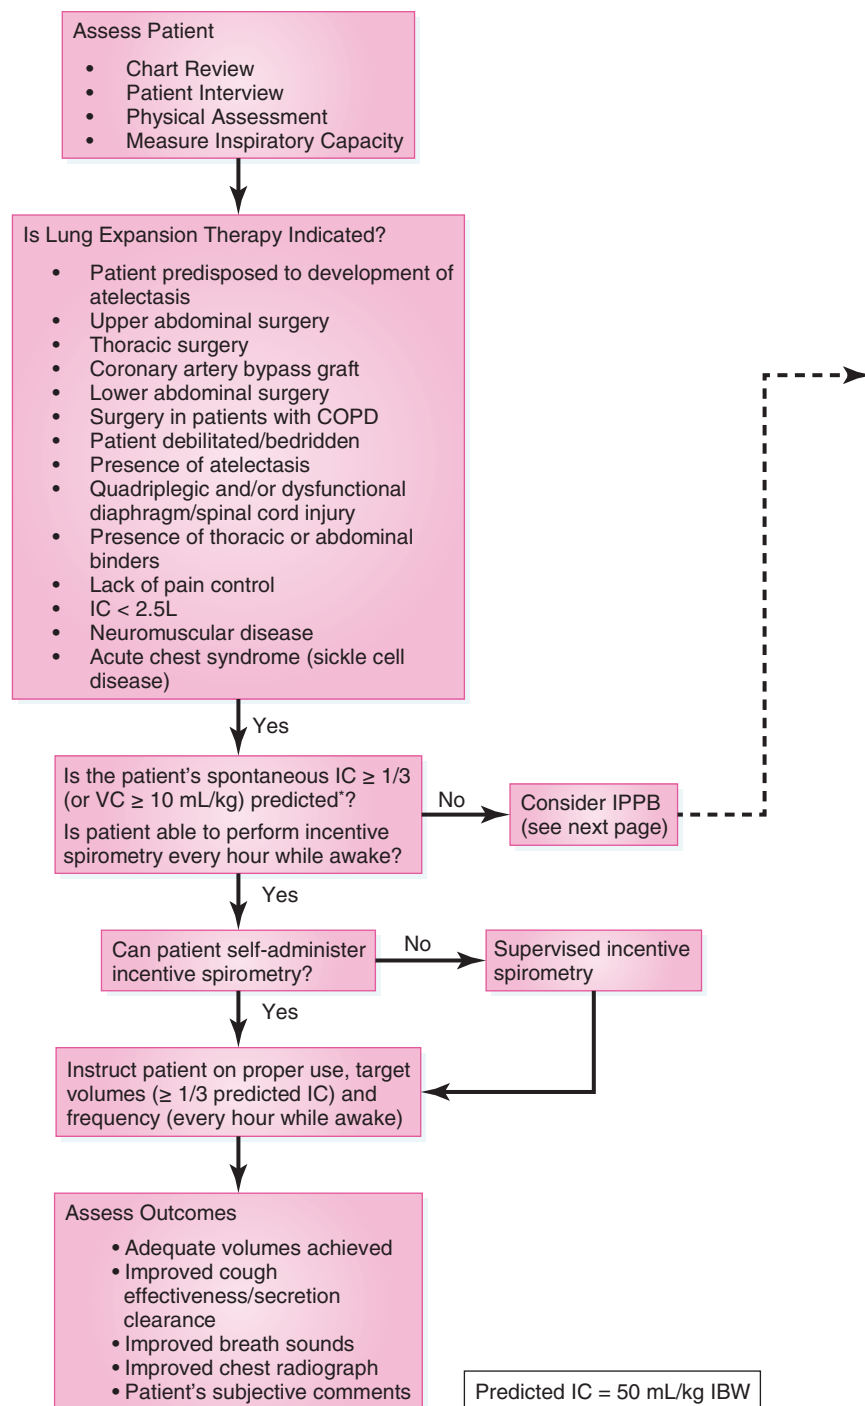 Assess Patient
• Chart Review
• Patient Interview
• Physical Assessment
• Measure Inspiratory Capacity
Is Lung Expansion Therapy Indicated?
• Patient predisposed to development of
atelectasis
• Upper abdominal surgery
• Thoracic surgery
• Coronary artery bypass graft
• Lower abdominal surgery
• Surgery in patients with COPD
• Patient debilitated/bedridden
• Presence of atelectasis
• Quadriplegic and/or dysfunctional
diaphragm/spinal cord injury
• Presence of thoracic or abdominal
binders
• Lack of pain control
• IC < 2.5L
• Neuromuscular disease
• Acute chest syndrome (sickle cell
disease)
Yes
Is the patient's spontaneous IC ≥ 1/3
(or VC ≥ 10 mL/kg) predicted*?
Is patient able to perform incentive
spirometry every hour while awake?
No
Consider IPPB
(see next page)
Yes
Can patient self-administer
incentive spirometry?
No
Supervised incentive
spirometry
Yes
Instruct patient on proper use, target
volumes (≥ 1/3 predicted IC) and
frequency (every hour while awake)
Assess Outcomes
• Adequate volumes achieved
• Improved cough
effectiveness/secretion
clearance
• Improved breath sounds
• Improved chest radiograph
• Patient's subjective comments
Predicted IC = 50 mL/kg IBW